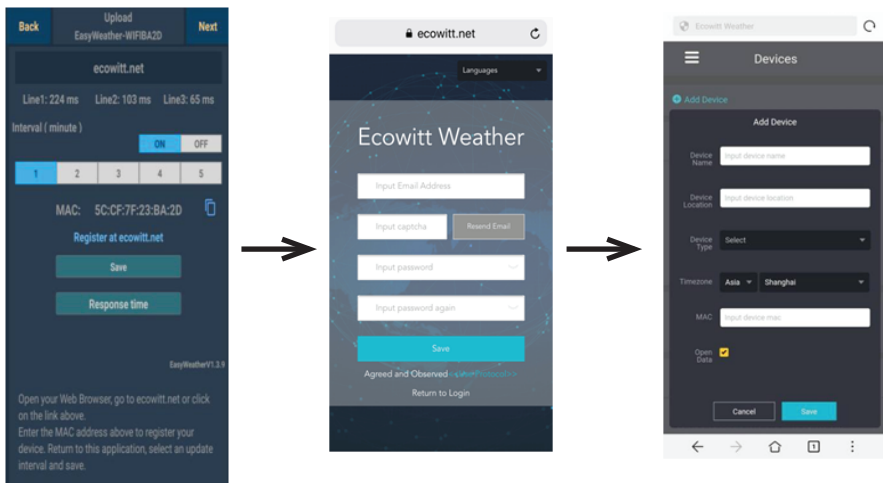 Back Upload Next
EasyWeather-WIFIBA2D
ecowitt.net
Line1: 224 ms Line2: 103 ms Line3: 65 ms
Interval ( minute )
ON OFF
1 2 3 4 5
MAC: 5C:CF:7F:23:BA:2D
Register at ecowitt.net
Save
Response time
EasyWeatherV1.3.9
Open your Web Browser, go to ecowitt.net or click
on the link above.
Enter the MAC address above to register your
device. Return to this application, select an update
interval and save.
ecowitt.net
Languages
Ecowitt Weather
Input Email Address
Input captcha Resend Email
Input password
Input password again
Save
Agreed and Observed <<User Protocol>>
Return to Login
Ecowitt Weather
Devices
Add Device
Add Device
Device
Name
Input device name
Device
Location
Input device location
Device
Type
Select
Timezone Asia Shanghai
MAC Input device mac
Open
Data
Cancel Save
1